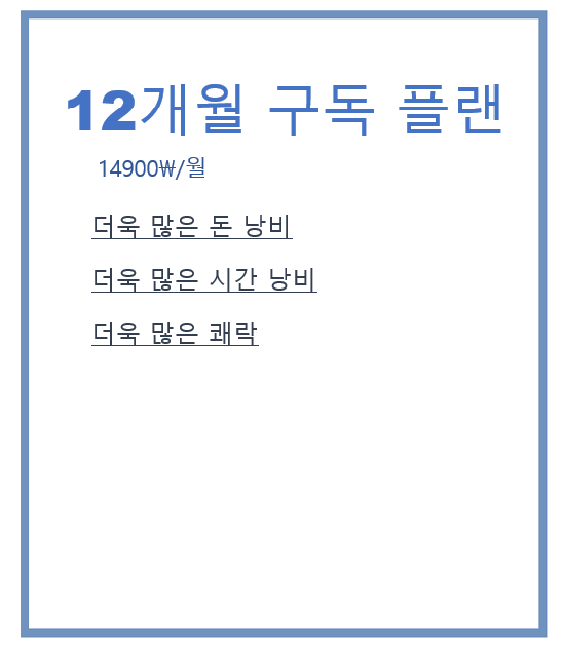 12개월 구독 플랜
14900₩/월
더욱 많은 돈 낭비
더욱 많은 시간 낭비
더욱 많은 쾌락